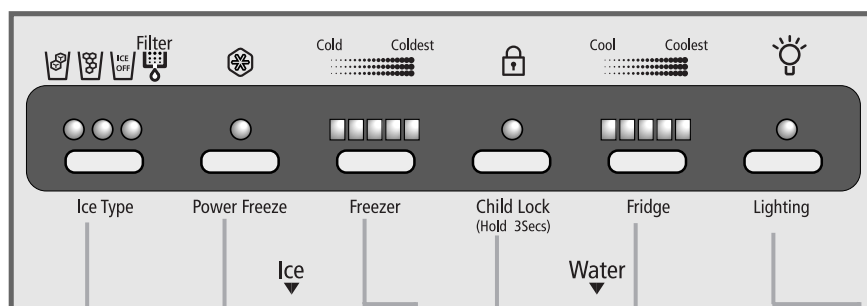 Filter
ICE
OFF
Cold Coldest
Cool Coolest
Ice Type Power Freeze Freezer Child Lock Fridge Lighting
(Hold 3Secs)
Ice Water